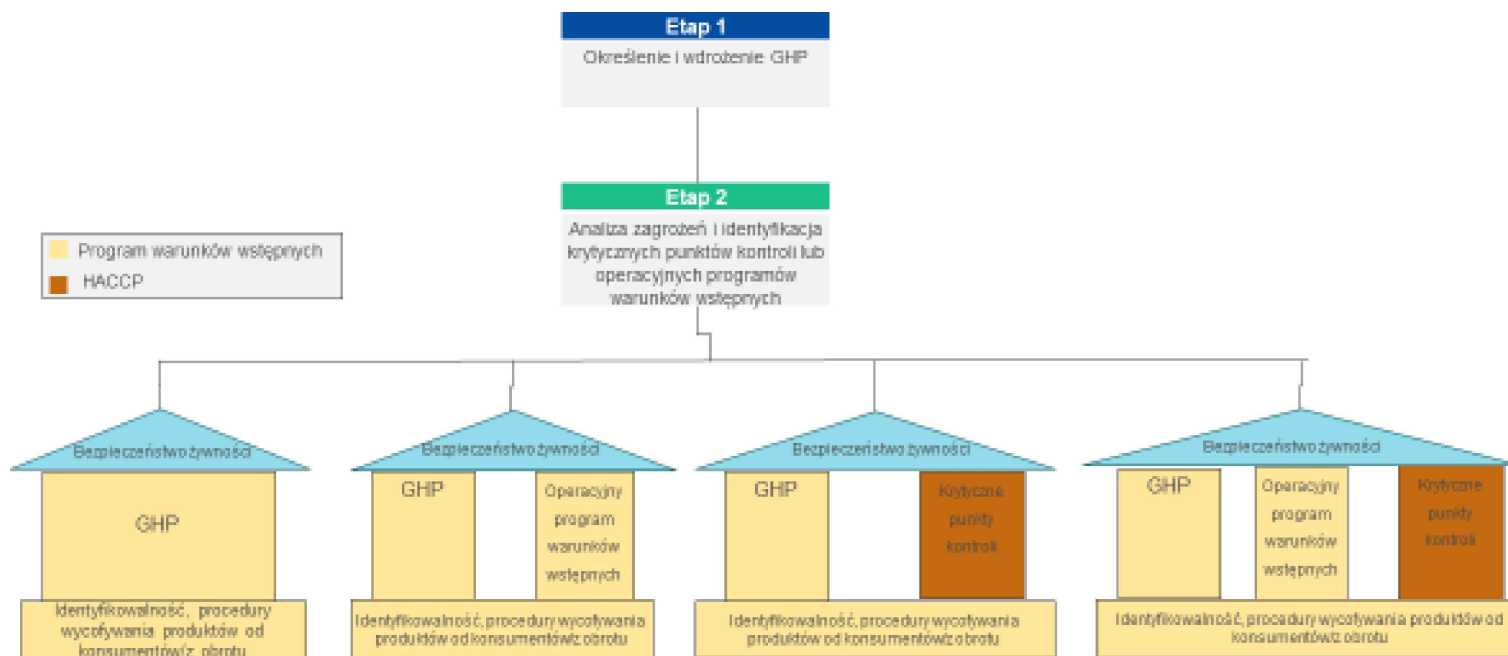 Etap 1
Określenie i wdrożenie GHP
Etap 2
Analiza zagrożeń i identyfikacja
krytycznych punktów kontroli lub
operacyjnych programów
warunków wstępnych
Program warunków wstępnych
HACCP
Bezpieczeństwo żywności
GHP
Identyfikowalność, procedury
wycofywania produktów od
konsumentów/z obrotu
Bezpieczeństwo żywności
GHP
Operacyjny
program
warunków
wstępnych
Identyfikowalność, procedury wycofywania
produktów od konsumentów/z obrotu
Bezpieczeństwo żywności
GHP
Krytyczne
punkty
kontroli
Identyfikowalność, procedury wycofywania
produktów od konsumentów/z obrotu
Bezpieczeństwo żywności
GHP
Operacyjny
program
warunków
wstępnych
Krytyczne
punkty
kontroli
Identyfikowalność, procedury wycofywania produktów od
konsumentów/z obrotu